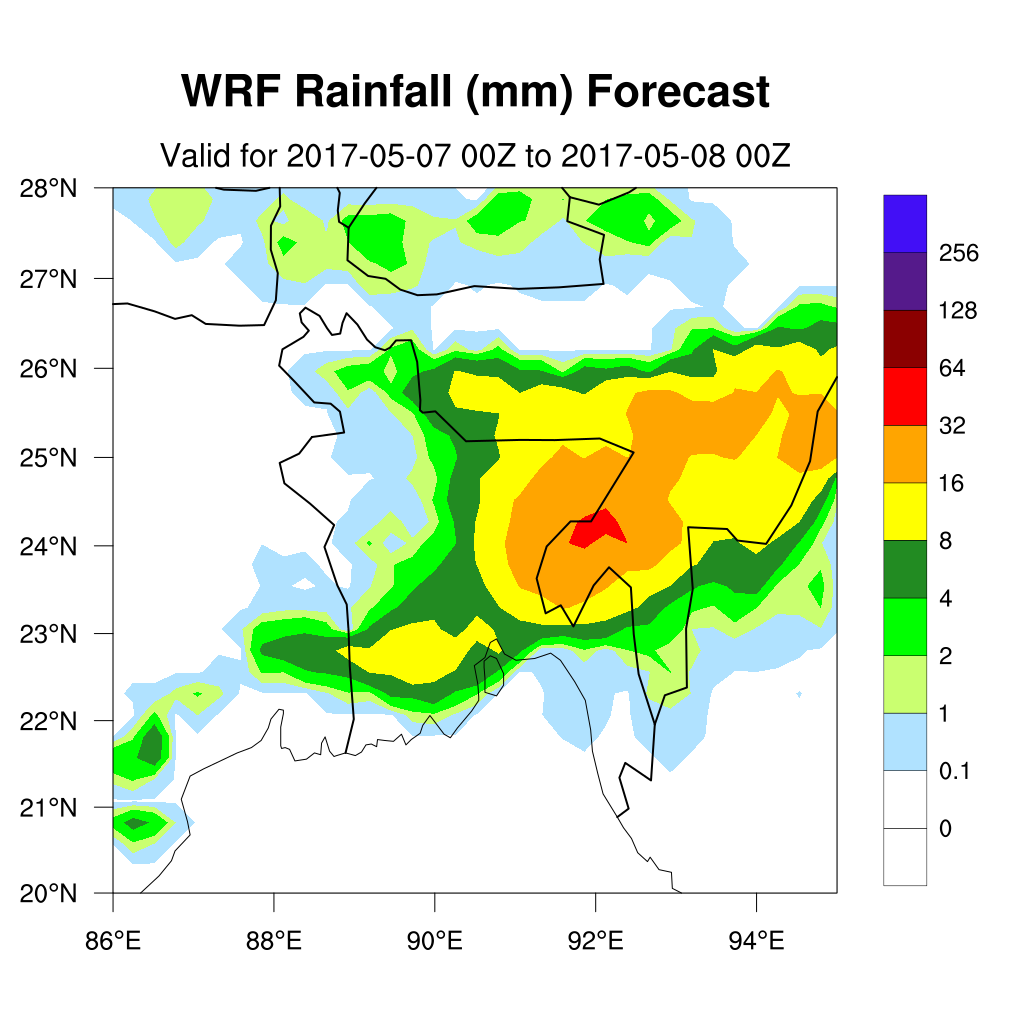 WRF Rainfall (mm) Forecast
Valid for 2017-05-07 00Z to 2017-05-08 00Z
28°N
27°N
26°N
25°N
24°N
23°N
22°N
21°N
20°N
86°E
88°E
90°E
92°E
94°E
256
128
64
32
16
8
4
2
1
0.1
0